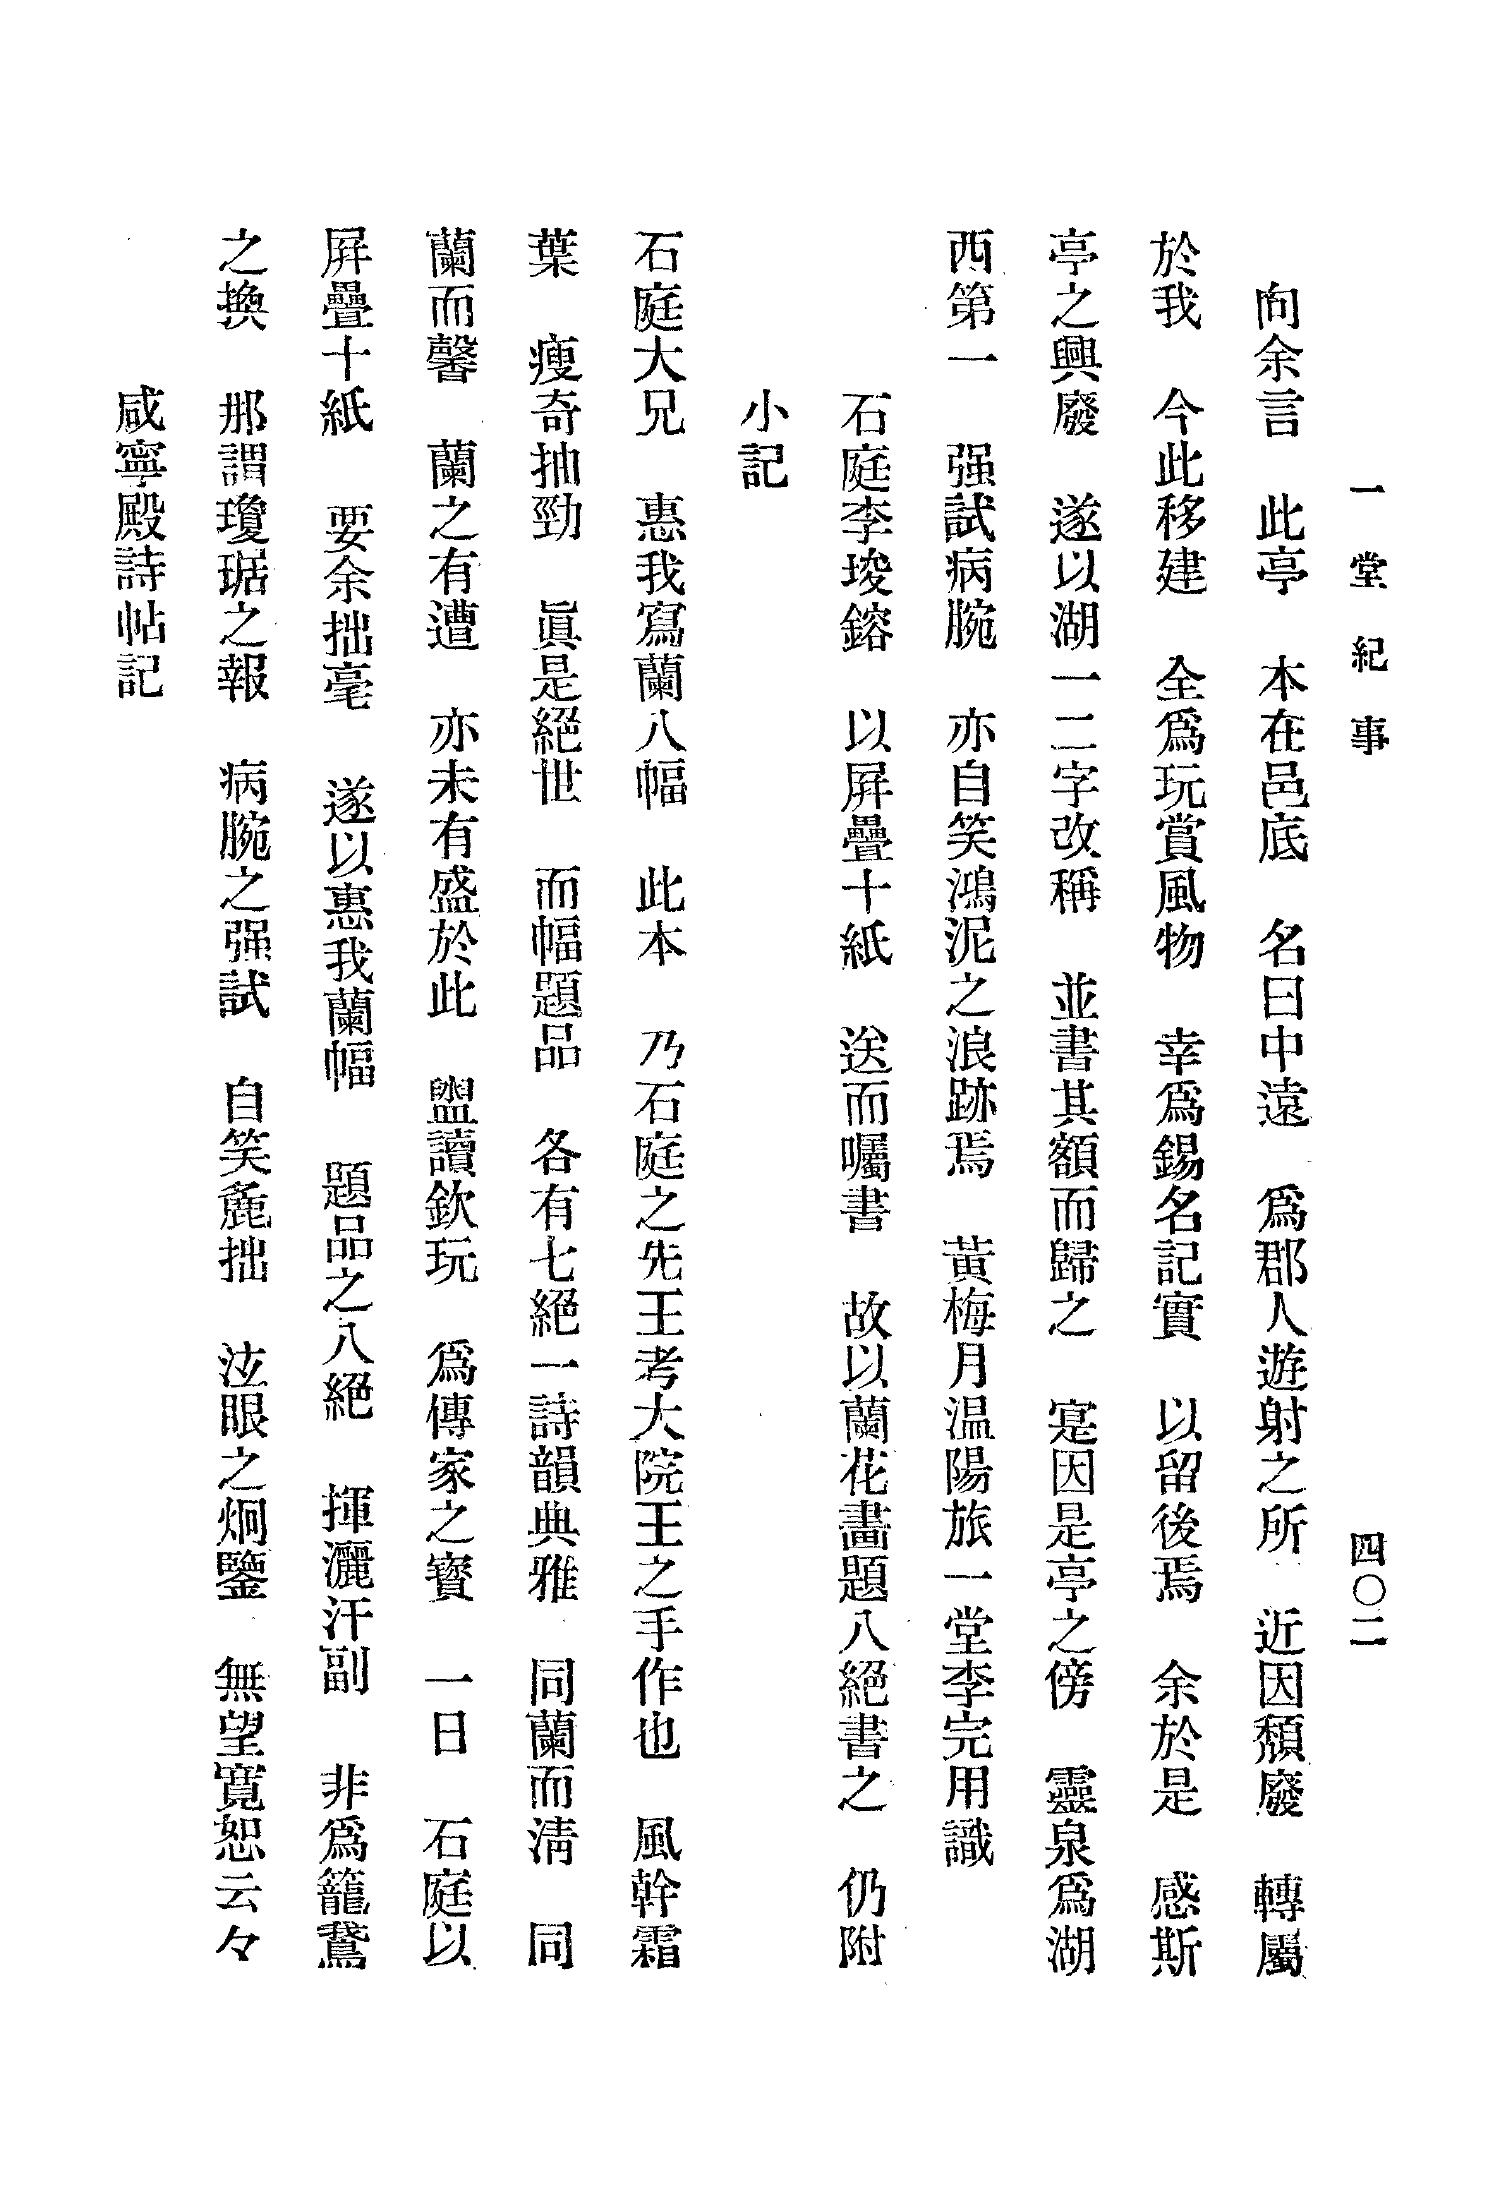 一堂紀事 四〇二
向余言 此亭 本在邑底 名曰中遠 爲郡人遊射之所 近因頹廢 轉屬
於我 今此移建 全爲玩賞風物 幸爲錫名記實 以留後焉 余於是 感斯
亭之興廢 遂以湖一二字改稱 並書其額而歸之 寔因是亭之傍 靈泉爲湖
西第一 强試病腕 亦自笑鴻泥之浪跡焉 黃梅月温陽旅一堂李完用識
石庭李埈鎔 以屛疊十紙 送而囑書 故以蘭花畵題八絕書之 仍附
小記
石庭大兄 惠我寫蘭八幅 此本 乃石庭之先王考大院王之手作也 風幹霜
葉 瘦奇抽勁 眞是絕世 而幅題品 各有七絕一詩韻典雅 同蘭而淸 同
蘭而馨 蘭之有遭 亦未有盛於此 盥讀欽玩 爲傳家之寶 一日 石庭以
屛疊十紙 要余拙毫 遂以惠我蘭幅 題品之八絕 揮灑汗副 非爲籠鵞
之換 那謂瓊琚之報 病腕之强試 自笑麁拙 泫眼之炯鑒 無望寬恕云々
咸寧殿詩帖記